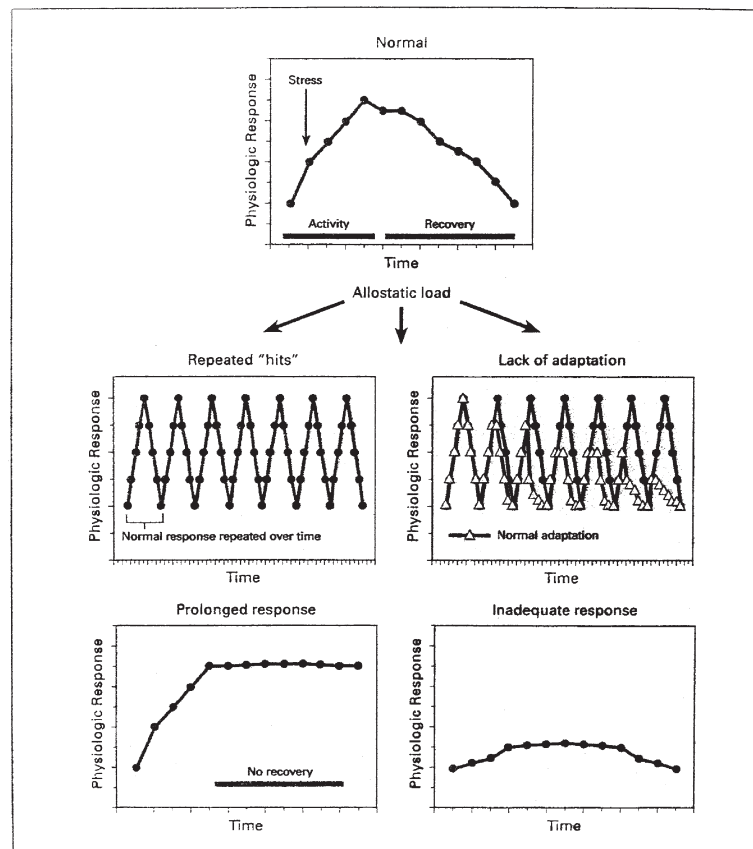 Normal
Stress
Physiologic Response
Activity
Recovery
Time
Allostatic load
Repeated "hits"
Physiologic Response
Normal response repeated over time
Time
Lack of adaptation
Physiologic Response
Normal adaptation
Time
Prolonged response
Physiologic Response
No recovery
Time
Inadequate response
Physiologic Response
Time